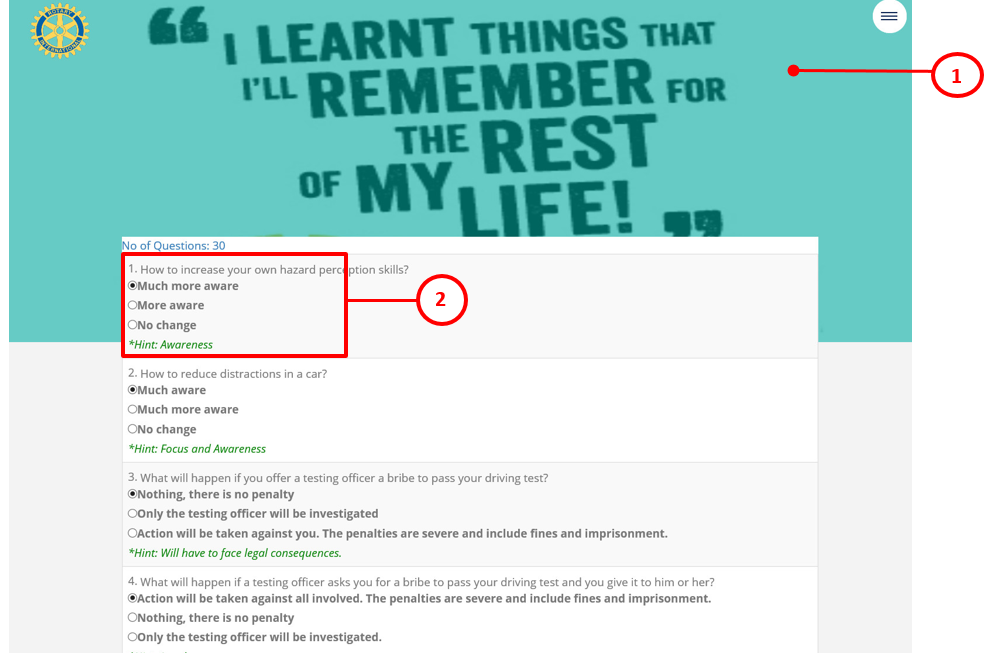 ROTARY
INTERNATIONAL
“I LEARNT THINGS THAT
I'LL REMEMBER FOR
THE REST
OF MY LIFE!”
1
No of Questions: 30
1. How to increase your own hazard perception skills?
Much more aware
More aware
No change
*Hint: Awareness
2
2. How to reduce distractions in a car?
Much aware
Much more aware
No change
*Hint: Focus and Awareness
3. What will happen if you offer a testing officer a bribe to pass your driving test?
Nothing, there is no penalty
Only the testing officer will be investigated
Action will be taken against you. The penalties are severe and include fines and imprisonment.
*Hint: Will have to face legal consequences.
4. What will happen if a testing officer asks you for a bribe to pass your driving test and you give it to him or her?
Action will be taken against all involved. The penalties are severe and include fines and imprisonment.
Nothing, there is no penalty
Only the testing officer will be investigated.